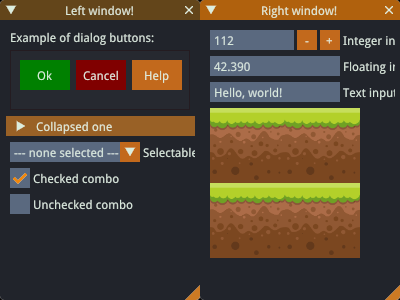 Left window!
Example of dialog buttons:
Ok Cancel Help
Collapsed one
--- none selected --- Selectable
Checked combo
Unchecked combo
Right window!
112 - + Integer in
42.390 Floating in
Hello, world! Text input